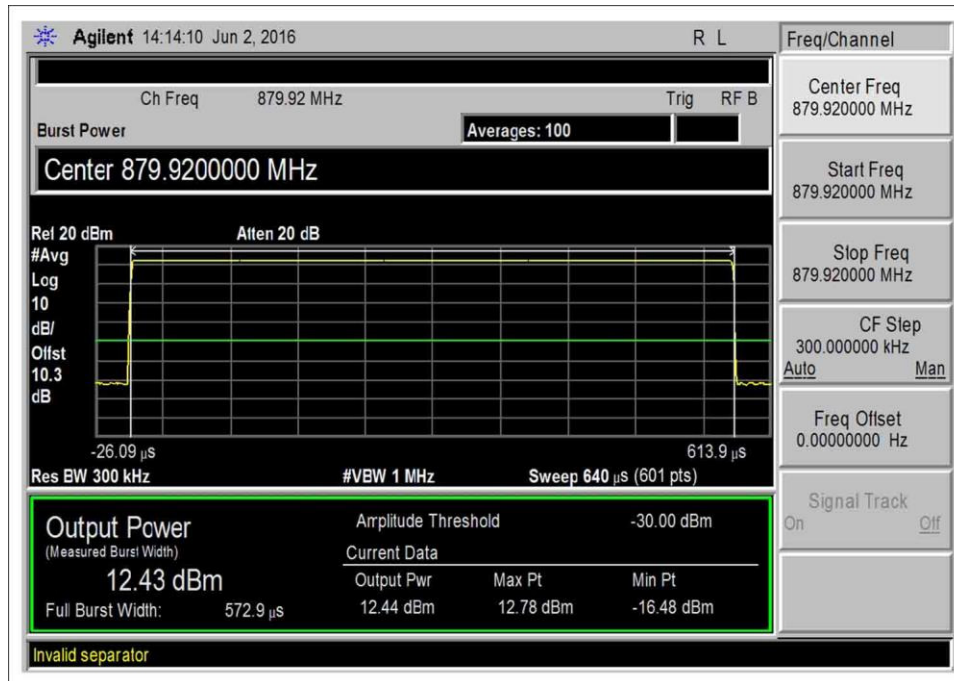 Agilent 14:14:10 Jun 2, 2016 R L
Freq/Channel
Ch Freq 879.92 MHz Trig RF B
Burst Power Averages: 100
Center 879.9200000 MHz
Ref 20 dBm Atten 20 dB
#Avg
Log
10
dB/
Offst
10.3
dB
-26.09 µs 613.9 µs
Res BW 300 kHz #VBW 1 MHz Sweep 640 µs (601 pts)
Output Power
(Measured Burst Width)
12.43 dBm
Full Burst Width: 572.9 µs
Amplitude Threshold -30.00 dBm
Current Data
Output Pwr Max Pt Min Pt
12.44 dBm 12.78 dBm -16.48 dBm
Invalid separator
Center Freq
879.920000 MHz
Start Freq
879.920000 MHz
Stop Freq
879.920000 MHz
CF Step
300.000000 kHz
Auto Man
Freq Offset
0.00000000 Hz
Signal Track
On Off